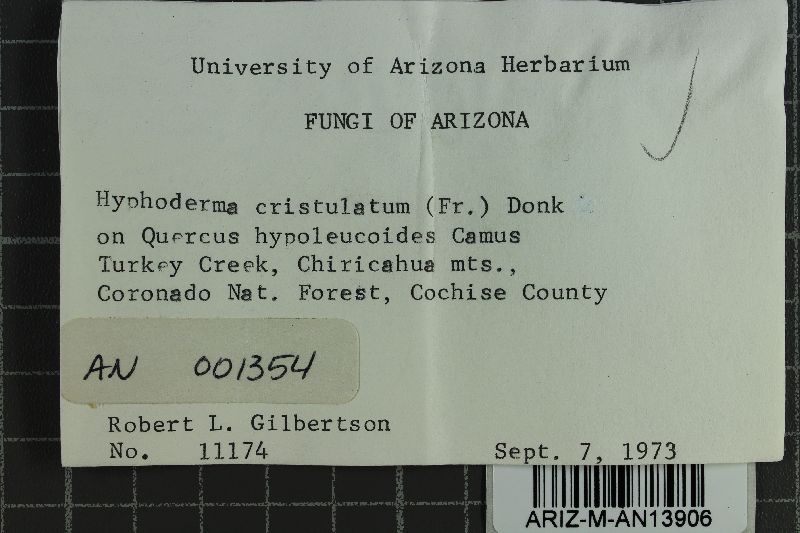 University of Arizona Herbarium
FUNGI OF ARIZONA
Hyphoderma cristulatum (Fr.) Donk
on Quercus hypoleucoides Camus
Turkey Creek, Chiricahua mts.,
Coronado Nat. Forest, Cochise County
AN 001354
Robert L. Gilbertson
No. 11174 Sept. 7, 1973
ARIZ-M-AN13906